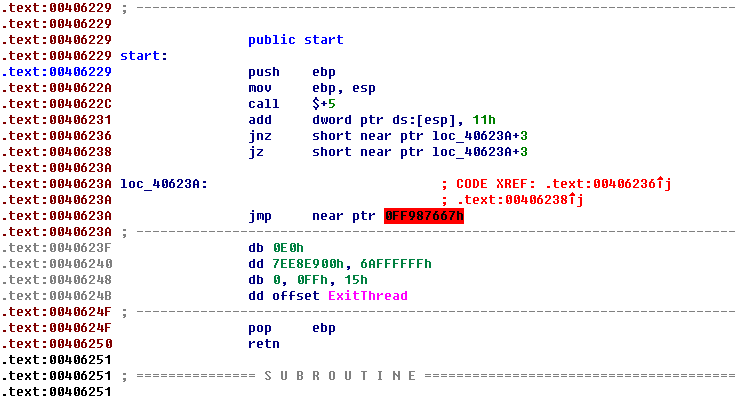 .text:00406229 ; ---------------------------------------------------------------------------
.text:00406229
.text:00406229 public start
.text:00406229 start:
.text:00406229 push ebp
.text:0040622A mov ebp, esp
.text:0040622C call $+5
.text:00406231 add dword ptr ds:[esp], 11h
.text:00406236 jnz short near ptr loc_40623A+3
.text:00406238 jz short near ptr loc_40623A+3
.text:0040623A
.text:0040623A loc_40623A: ; CODE XREF: .text:00406236↑j
.text:0040623A ; .text:00406238↑j
.text:0040623A jmp near ptr 0FF987667h
.text:0040623A ; ---------------------------------------------------------------------------
.text:0040623F db 0E0h
.text:00406240 dd 7EE8E900h, 6AFFFFFFh
.text:00406248 db 0, 0FFh, 15h
.text:0040624B dd offset ExitThread
.text:0040624F ; ---------------------------------------------------------------------------
.text:0040624F pop ebp
.text:00406250 retn
.text:00406251
.text:00406251 ; =============== S U B R O U T I N E =======================================
.text:00406251